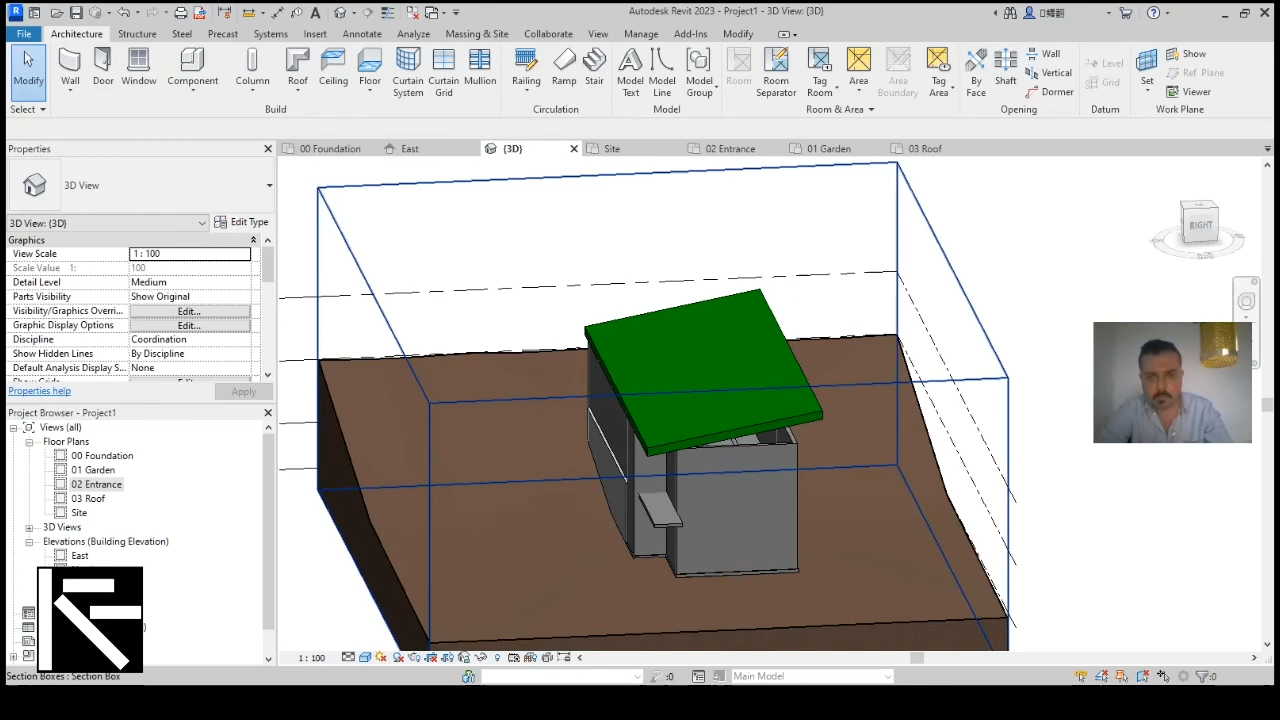 Autodesk Revit 2023 - Project1 - 3D View: {3D}
File Architecture Structure Steel Precast Systems Insert Annotate Analyze Massing & Site Collaborate View Manage Add-Ins Modify
Modify Wall Door Window Component Column Roof Ceiling Floor Curtain System Curtain Grid Mullion Railing Ramp Stair Model Text Model Line Model Group Room Room Separator Tag Room Area Area Boundary Tag Area By Face Shaft Wall Vertical Dormer Level Grid Set Show Ref Plane Viewer
Select Build Circulation Model Room & Area Opening Datum Work Plane
Properties
00 Foundation East {3D} Site 02 Entrance 01 Garden 03 Roof
3D View
3D View: {3D} Edit Type
Graphics
View Scale 1 : 100
Scale Value 1: 100
Detail Level Medium
Parts Visibility Show Original
Visibility/Graphics Overri... Edit...
Graphic Display Options Edit...
Discipline Coordination
Show Hidden Lines By Discipline
Default Analysis Display S... None
Properties help Apply
Project Browser - Project1
Views (all)
Floor Plans
00 Foundation
01 Garden
02 Entrance
03 Roof
Site
3D Views
Elevations (Building Elevation)
East
RIGHT
1 : 100
Section Boxes : Section Box
:0 Main Model :0